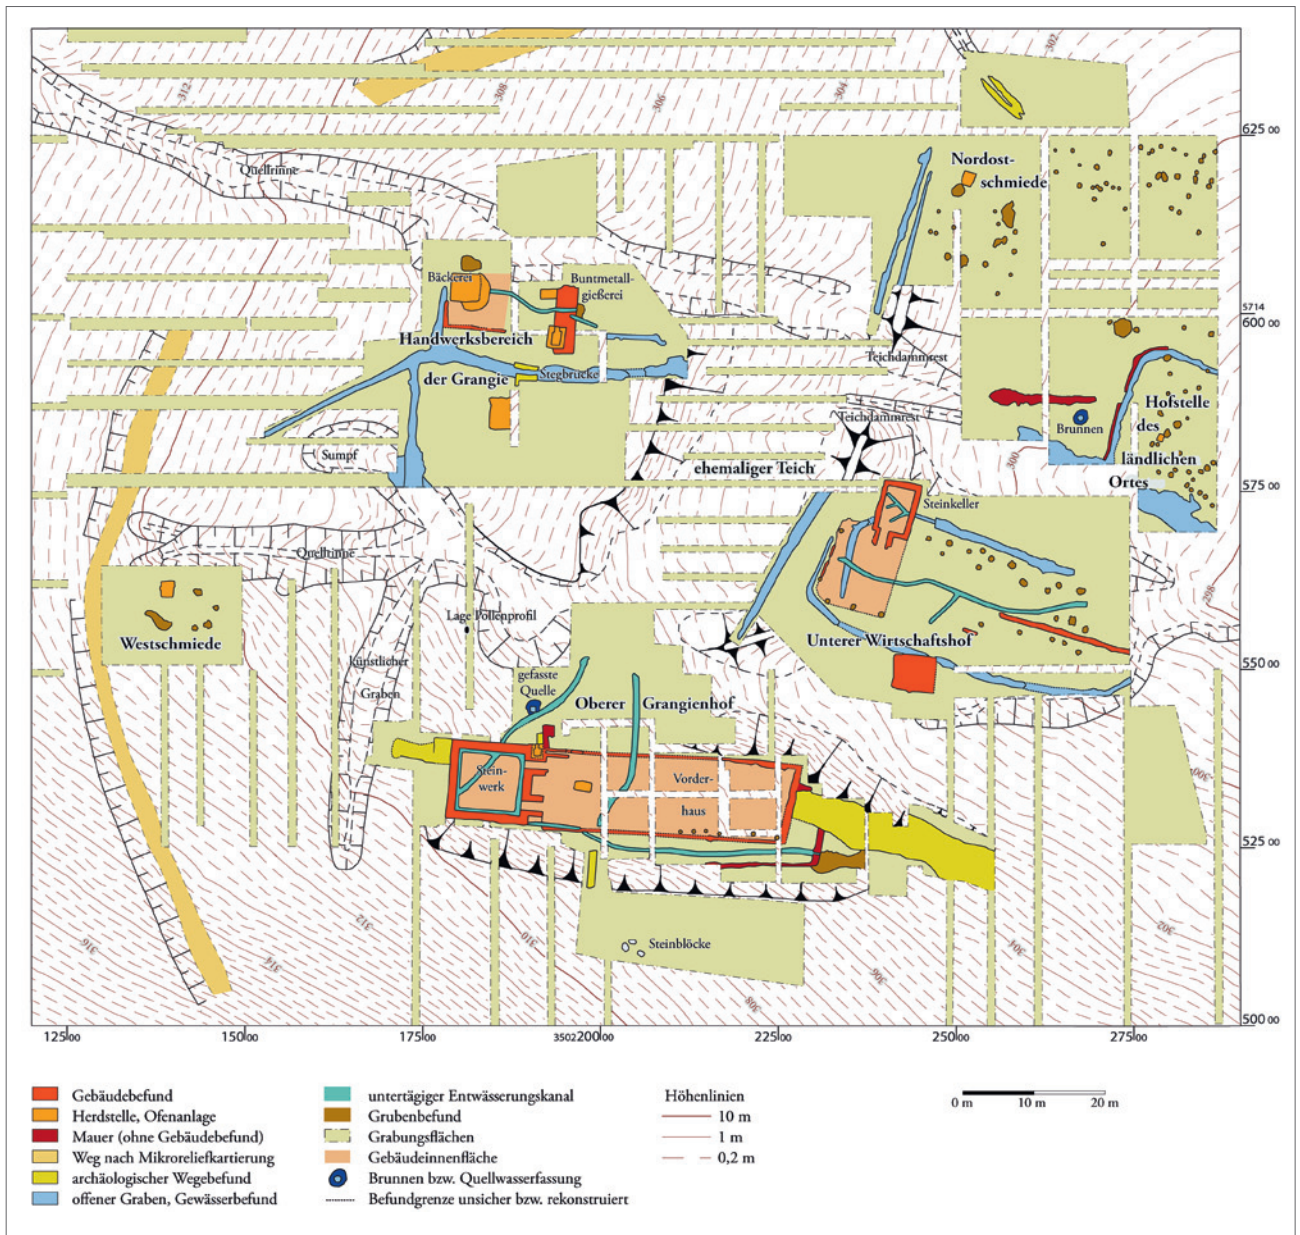 302
312
308
306
304
625 00
Nordost-
schmiede
Quellrinne
Bäckerei
Buntmetall-
gießerei
5714
600 00
Handwerksbereich
Teichdammrest
der Grangie
Stegbrücke
Hofstelle
des
ländlichen
Ortes
Teichdammrest
Brunnen
Sumpf
ehemaliger Teich
300
575 00
Steinkeller
Quellrinne
298
Lage Pollenprofil
Westschmiede
Unterer Wirtschaftshof
künstlicher
Graben
550 00
gefasste
Quelle
Oberer Grangienhof
Stein-
werk
Vorder-
haus
300
525 00
312
310
302
316
314
Steinblöcke
304
306
308
500 00
125 00
150 00
175 00
3502200 00
225 00
250 00
275 00
Gebäudebefund
Herdstelle, Ofenanlage
Mauer (ohne Gebäudebefund)
Weg nach Mikroreliefkartierung
archäologischer Wegebefund
offener Graben, Gewässerbefund
untertägiger Entwässerungskanal
Grubenbefund
Grabungsflächen
Gebäudeinnenfläche
Brunnen bzw. Quellwasserfassung
Befundgrenze unsicher bzw. rekonstruiert
Höhenlinien
10 m
1 m
0,2 m
0 m 10 m 20 m